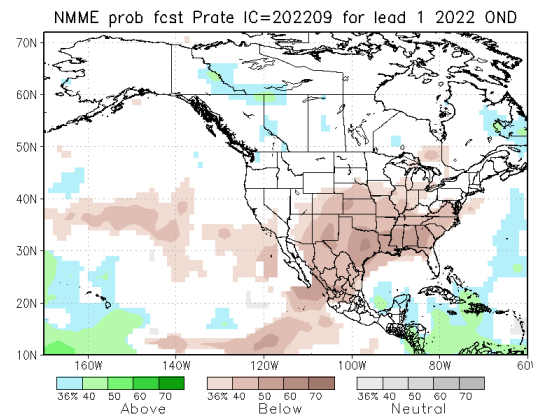 NMME prob fcst Prate IC=202209 for lead 1 2022 OND
70N
60N
50N
40N
30N
20N
10N
160W 140W 120W 100W 80W 60W
36% 40 50 60 70 36% 40 50 60 70 36% 40 50 60 70
Above Below Neutral